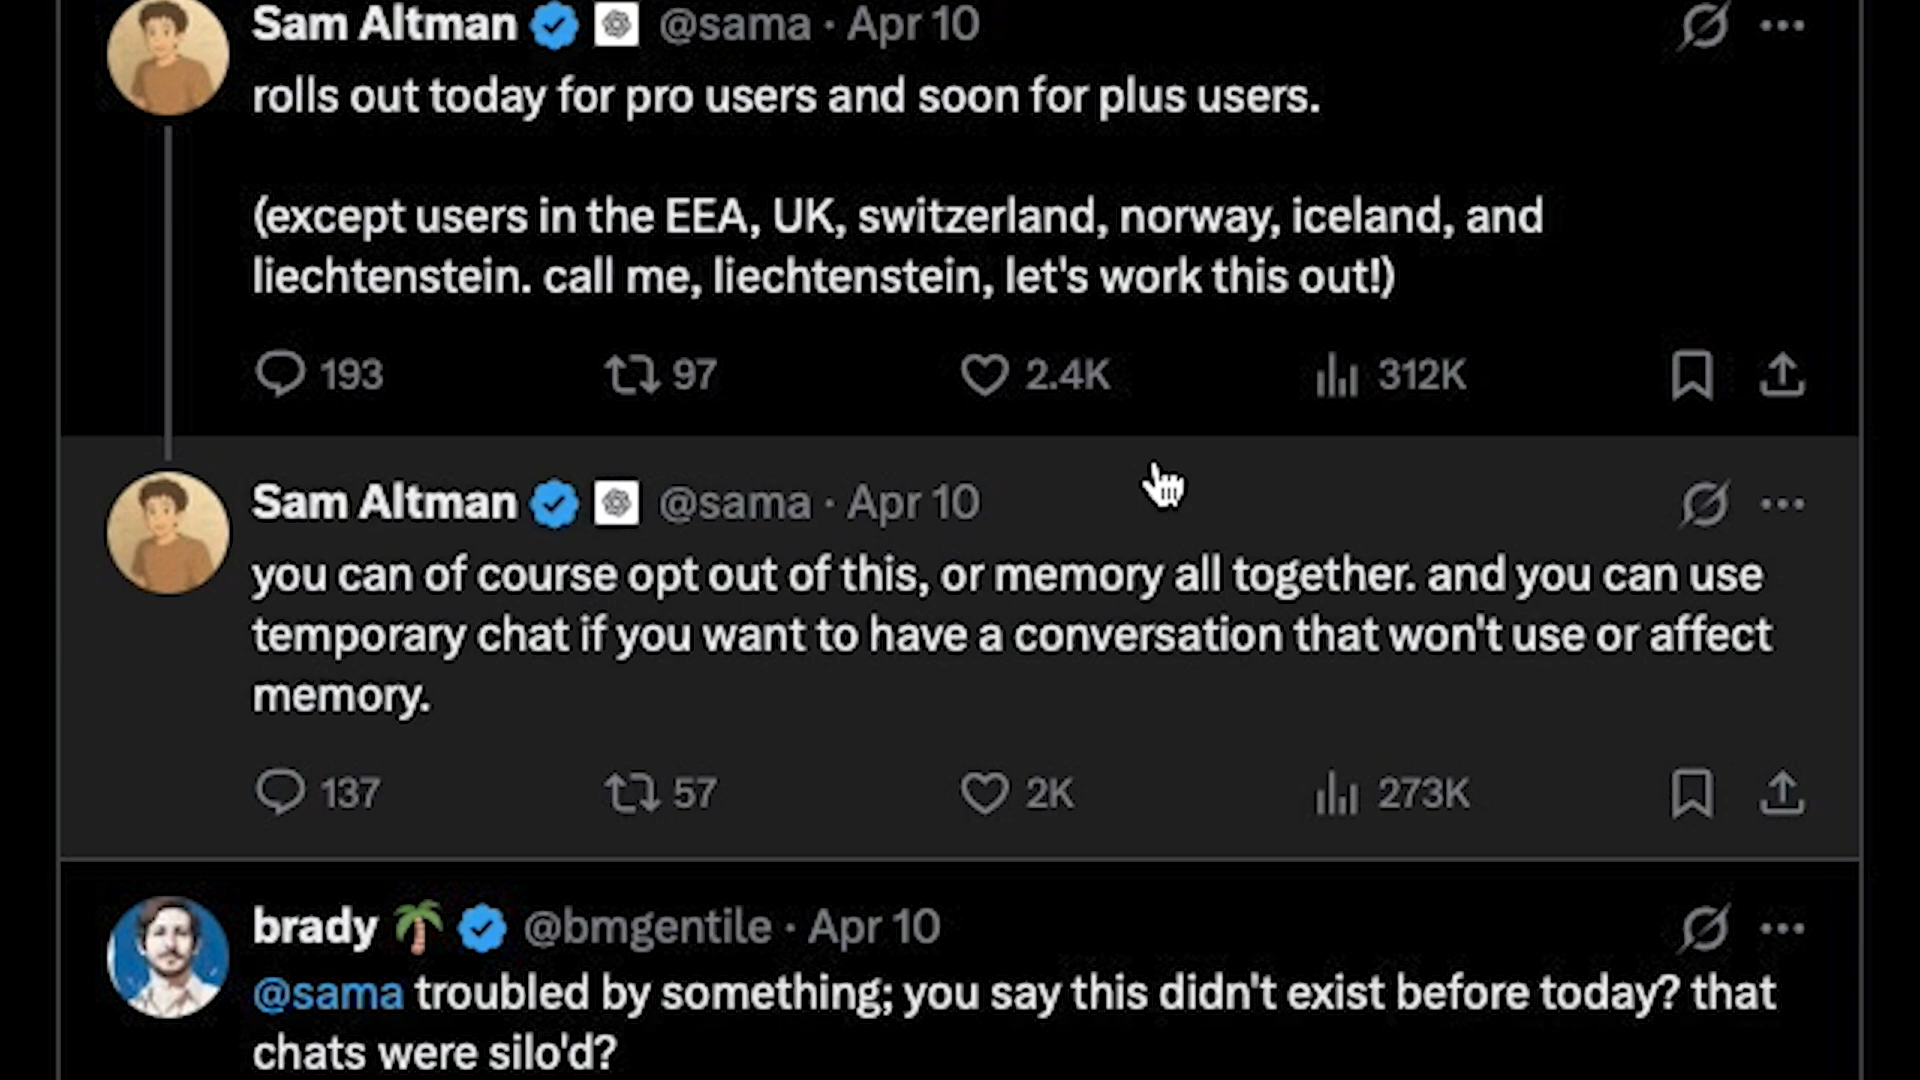 Sam Altman @sama · Apr 10
rolls out today for pro users and soon for plus users.
(except users in the EEA, UK, switzerland, norway, iceland, and
liechtenstein. call me, liechtenstein, let's work this out!)
193 97 2.4K 312K
Sam Altman @sama · Apr 10
you can of course opt out of this, or memory all together. and you can use
temporary chat if you want to have a conversation that won't use or affect
memory.
137 57 2K 273K
brady 🌴 @bmgentile · Apr 10
@sama troubled by something; you say this didn't exist before today? that
chats were silo'd?